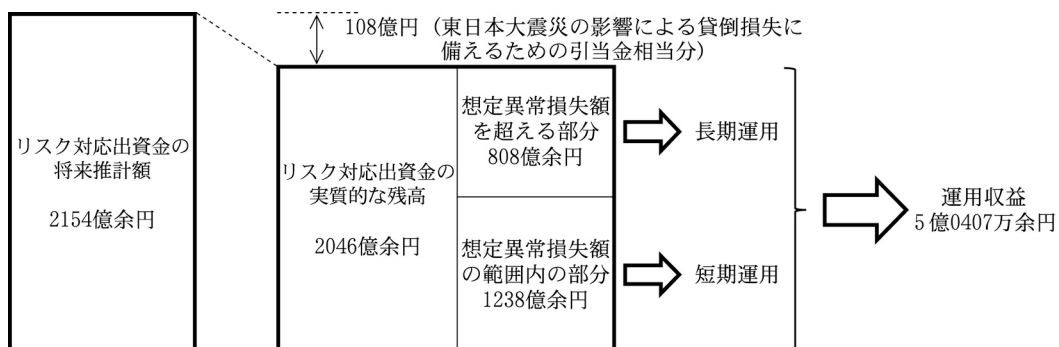 108億円（東日本大震災の影響による貸倒損失に
備えるための引当金相当分）
リスク対応出資金の
将来推計額
2154億余円
リスク対応出資金の
実質的な残高
2046億余円
想定異常損失額
を超える部分
808億余円
長期運用
想定異常損失額
の範囲内の部分
1238億余円
短期運用
運用収益
5億0407万余円